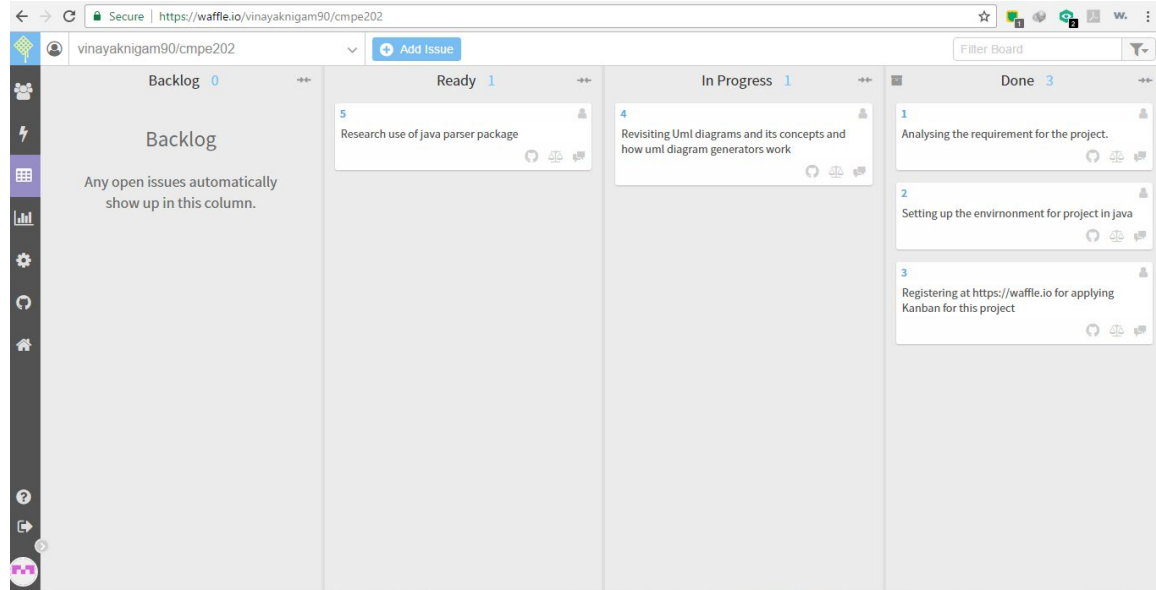 Secure | https://waffle.io/vinayaknigam90/cmpe202
1
2
W.
vinayaknigam90/cmpe202
Add Issue
Filter Board
Backlog 0
Backlog
Any open issues automatically
show up in this column.
Ready 1
5
Research use of java parser package
In Progress 1
4
Revisiting Uml diagrams and its concepts and
how uml diagram generators work
Done 3
1
Analysing the requirement for the project.
2
Setting up the envirnonment for project in java
3
Registering at https://waffle.io for applying
Kanban for this project